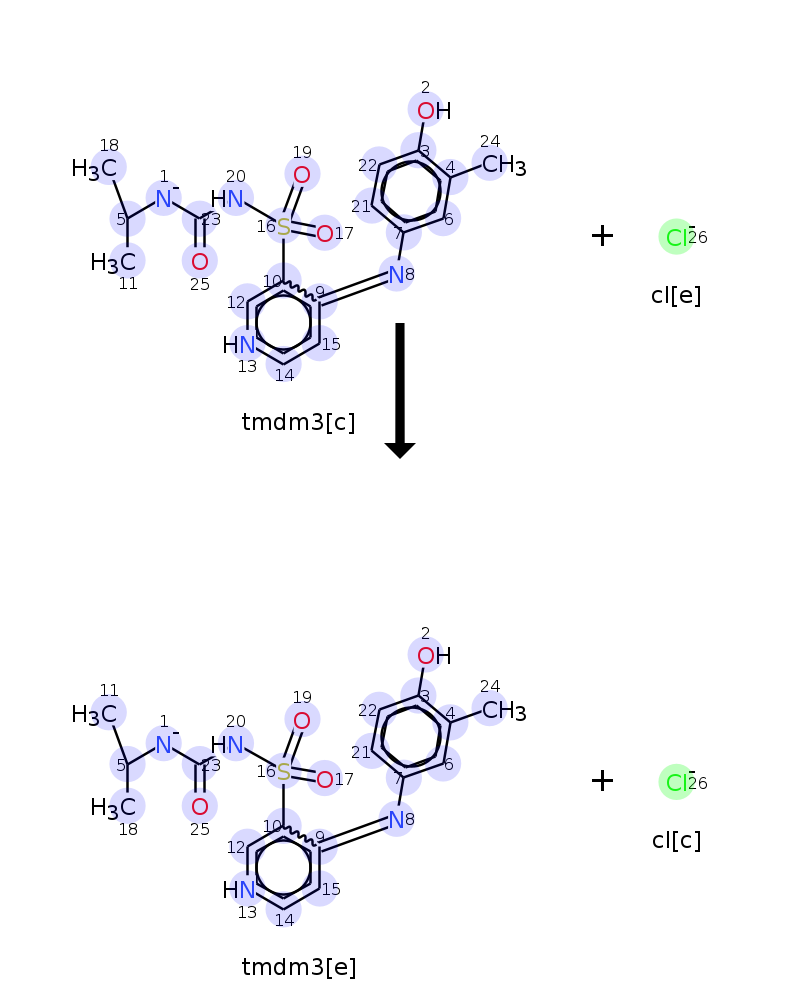 2
OH
3
24
CH3
4
22
21
6
7
N 8
18
H3C
1
N-
20
HN
19
O
5
23
16 S
O 17
H3C
11
O
25
10
9
12
HN
13
14
15
tmdm3[c]
+
Cl- 26
cl[e]
2
OH
3
24
CH3
4
22
21
6
7
N 8
11
H3C
1
N-
20
HN
19
O
5
23
16 S
O 17
H3C
18
O
25
10
9
12
HN
13
14
15
tmdm3[e]
+
Cl- 26
cl[c]